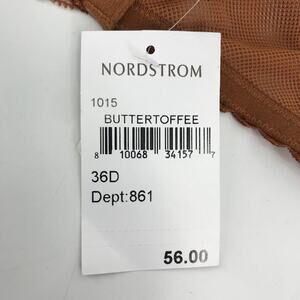 NORDSTROM
1015
BUTTERTOFFEE
8 10068 34157 7
36D
Dept:861
56.00